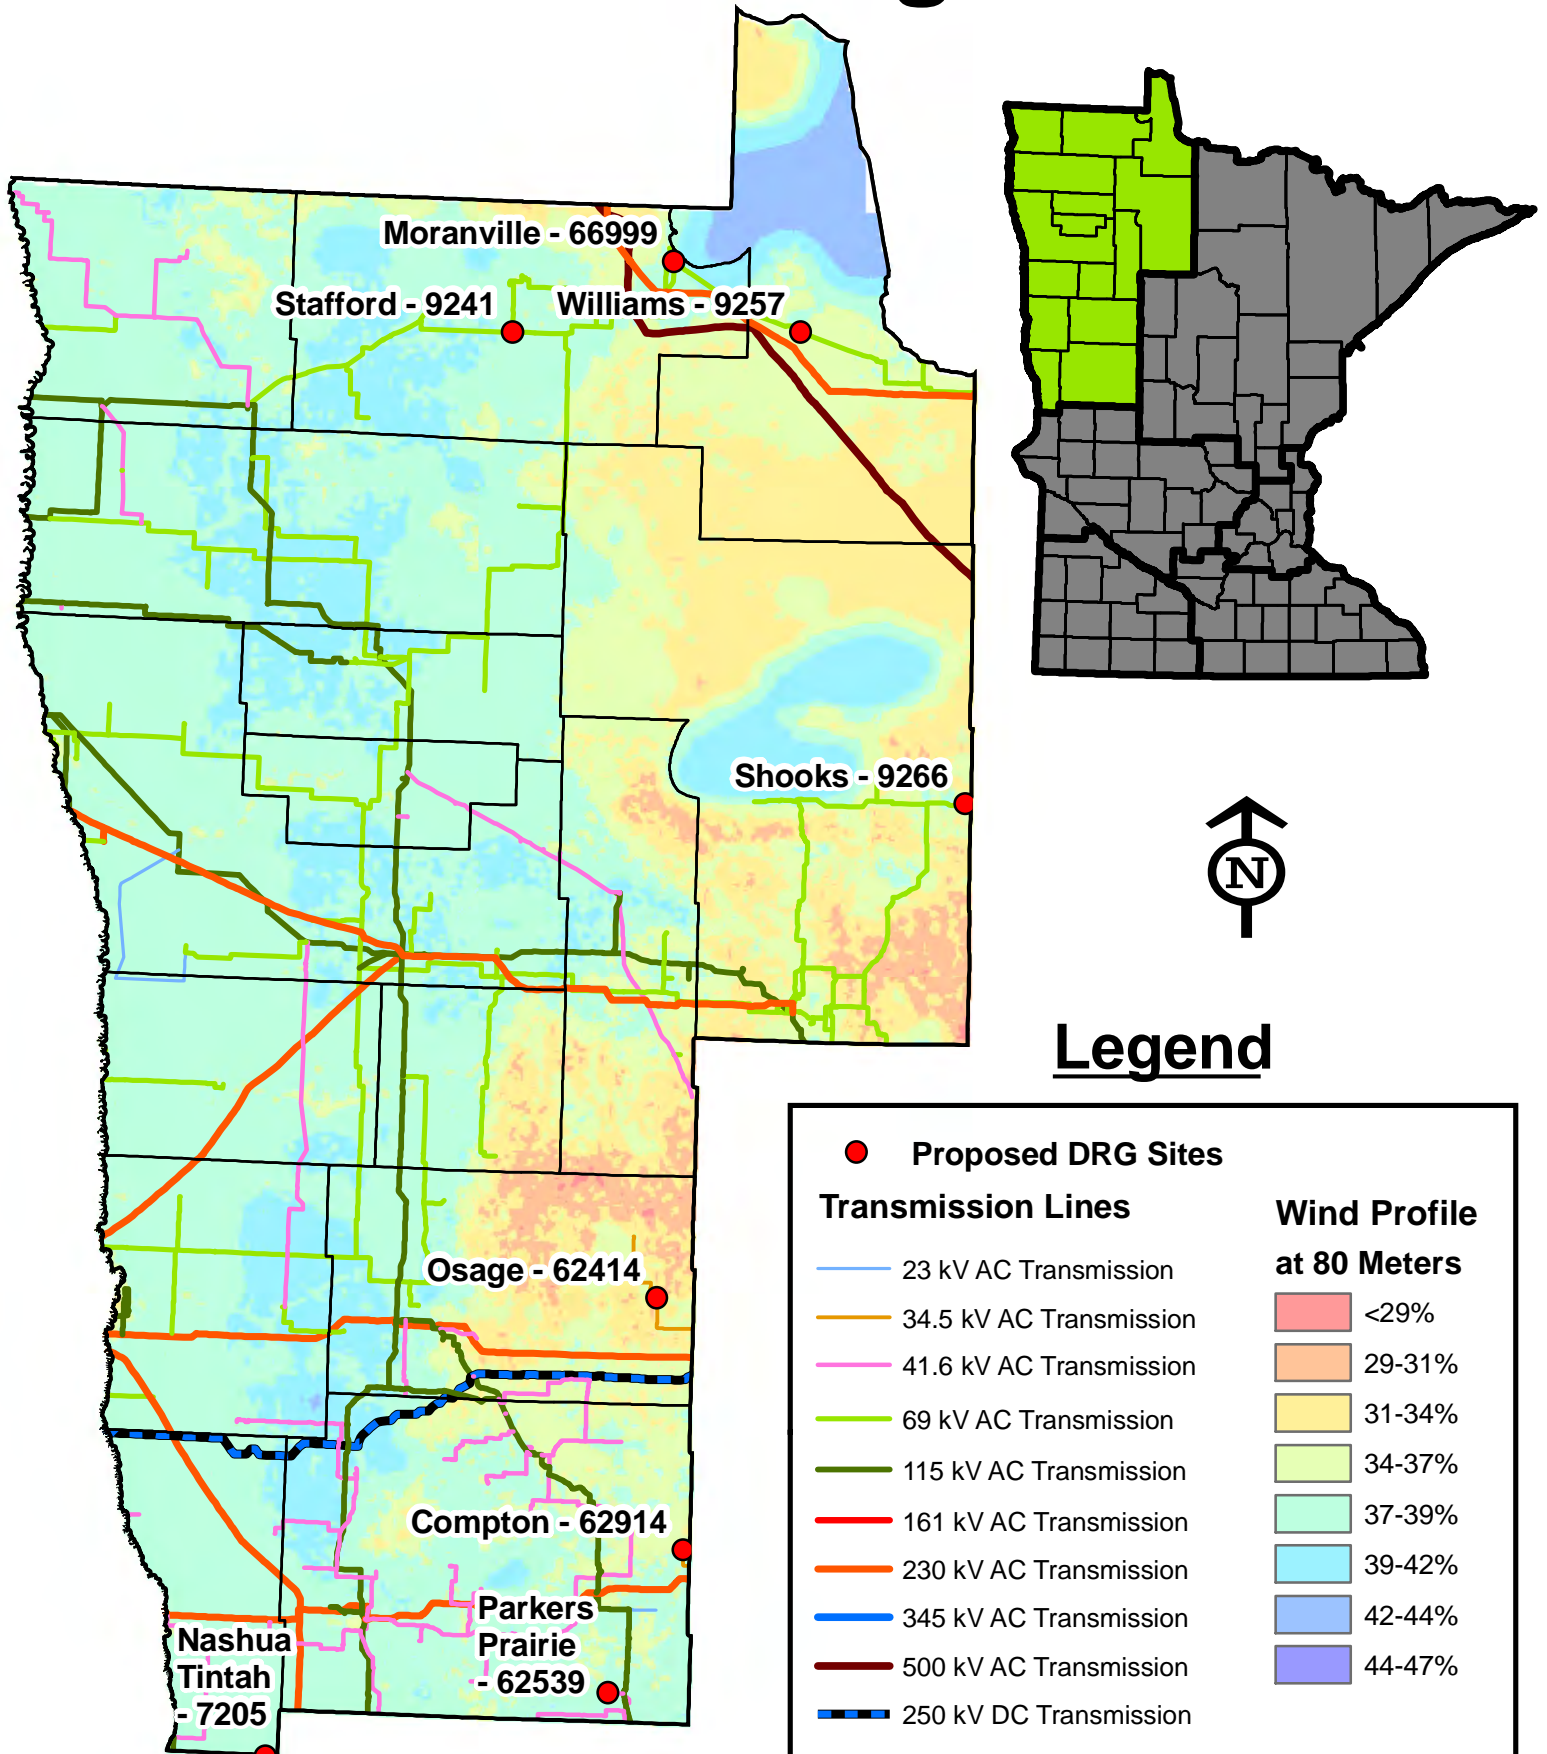 Moranville - 66999
Stafford - 9241
Williams - 9257
Shooks - 9266
N
Osage - 62414
Compton - 62914
Parkers
Prairie
- 62539
Nashua
Tintah
- 7205
Legend
Proposed DRG Sites
Transmission Lines
23 kV AC Transmission
34.5 kV AC Transmission
41.6 kV AC Transmission
69 kV AC Transmission
115 kV AC Transmission
161 kV AC Transmission
230 kV AC Transmission
345 kV AC Transmission
500 kV AC Transmission
250 kV DC Transmission
Wind Profile
at 80 Meters
<29%
29-31%
31-34%
34-37%
37-39%
39-42%
42-44%
44-47%